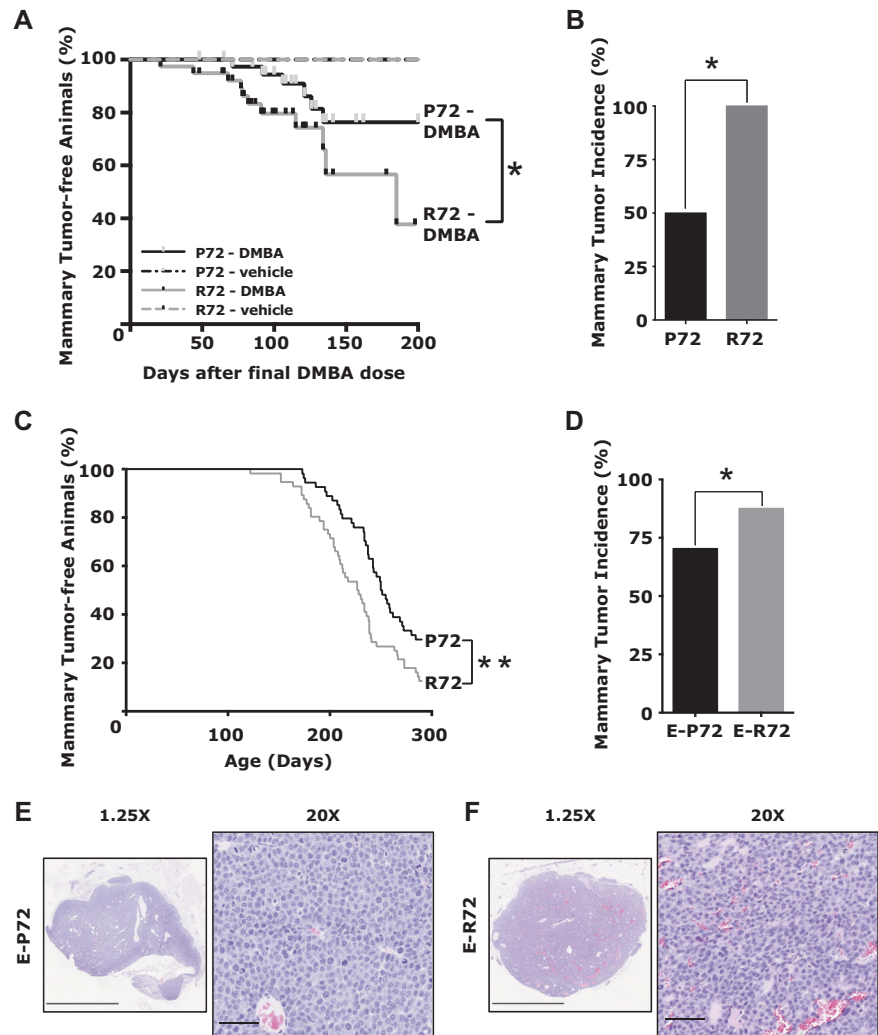 A
Mammary Tumor-free Animals (%)
100
80
60
40
20
0
50
100
150
200
Days after final DMBA dose
P72 - DMBA
P72 - vehicle
R72 - DMBA
R72 - vehicle
P72 -
DMBA
*
R72 -
DMBA
B
Mammary Tumor Incidence (%)
100
75
50
25
0
*
P72
R72
C
Mammary Tumor-free Animals (%)
100
80
60
40
20
0
100
200
300
Age (Days)
P72
R72
**
D
Mammary Tumor Incidence (%)
100
75
50
25
0
*
E-P72 E-R72
E
1.25X
20X
E-P72
F
1.25X
20X
E-R72